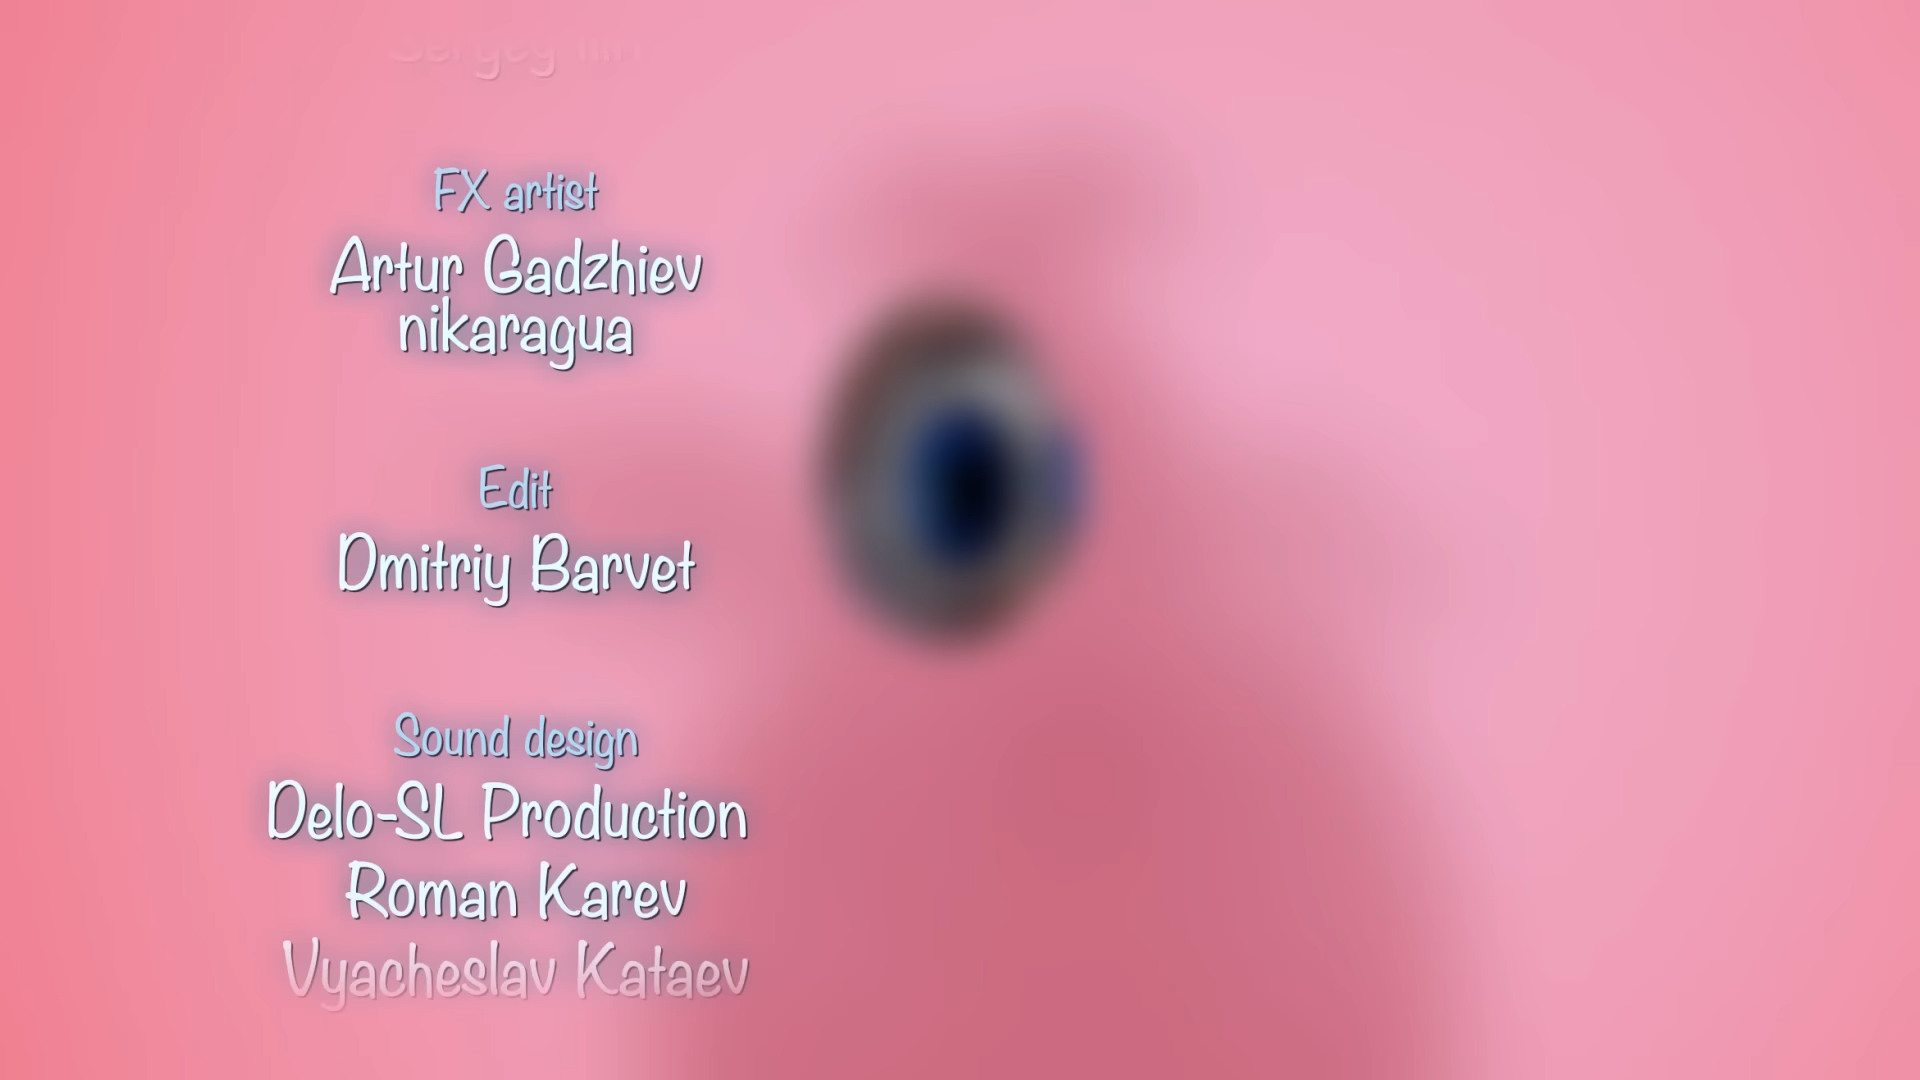 FX artist
Artur Gadzhiev
nikaragua
Edit
Dmitriy Barvet
Sound design
Delo-SL Production
Roman Karev
Vyacheslav Kataev